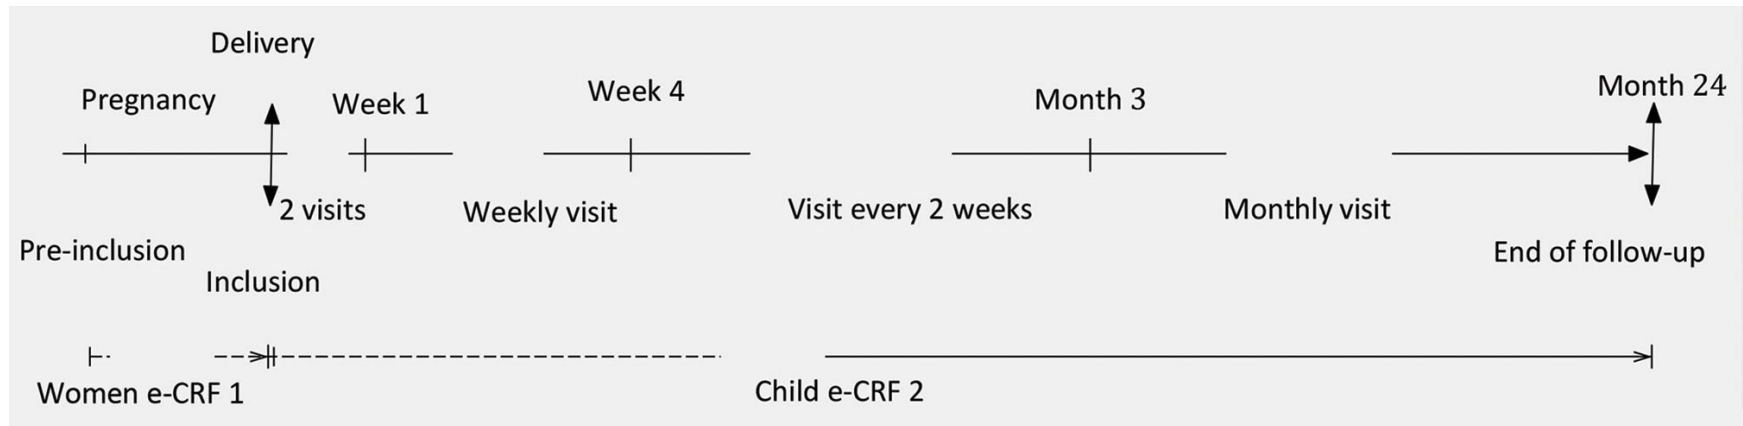 Delivery
Pregnancy
Week 1
Week 4
Month 3
Month 24
2 visits
Weekly visit
Visit every 2 weeks
Monthly visit
Pre-inclusion
Inclusion
End of follow-up
Women e-CRF 1
Child e-CRF 2